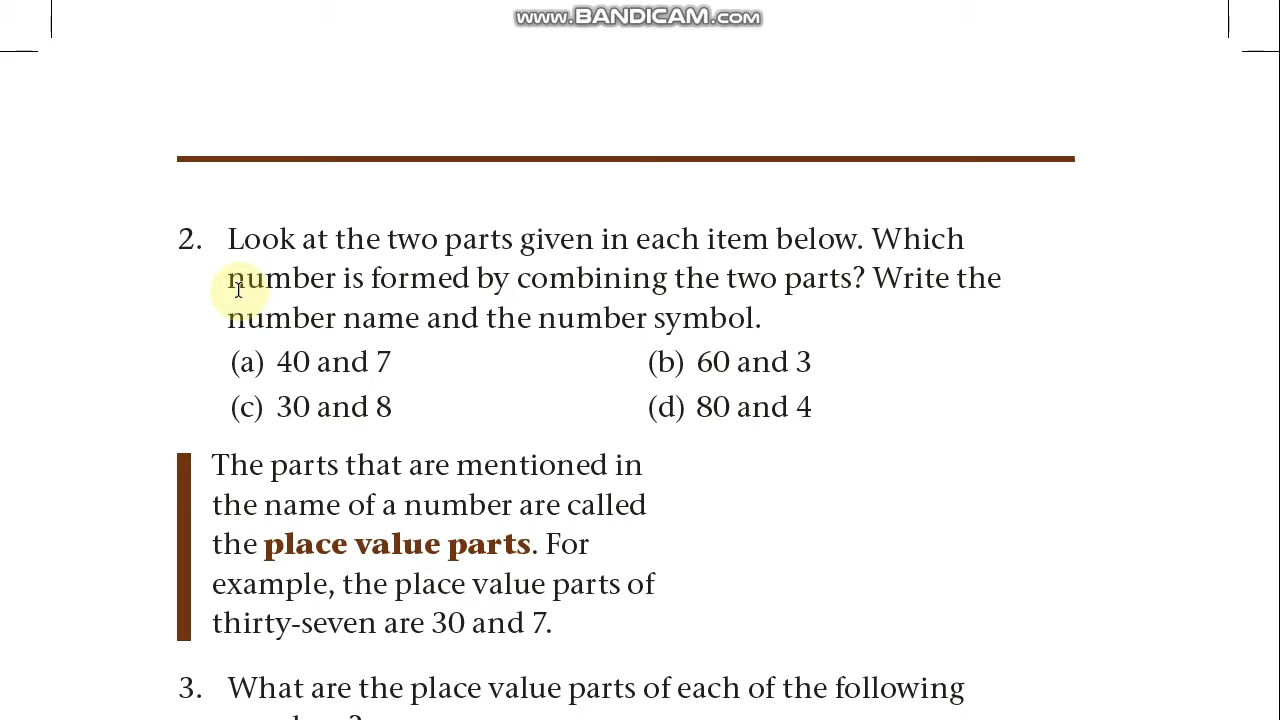 www.BANDICAM.com
2. Look at the two parts given in each item below. Which
number is formed by combining the two parts? Write the
number name and the number symbol.
(a) 40 and 7 (b) 60 and 3
(c) 30 and 8 (d) 80 and 4
The parts that are mentioned in
the name of a number are called
the place value parts. For
example, the place value parts of
thirty-seven are 30 and 7.
3. What are the place value parts of each of the following